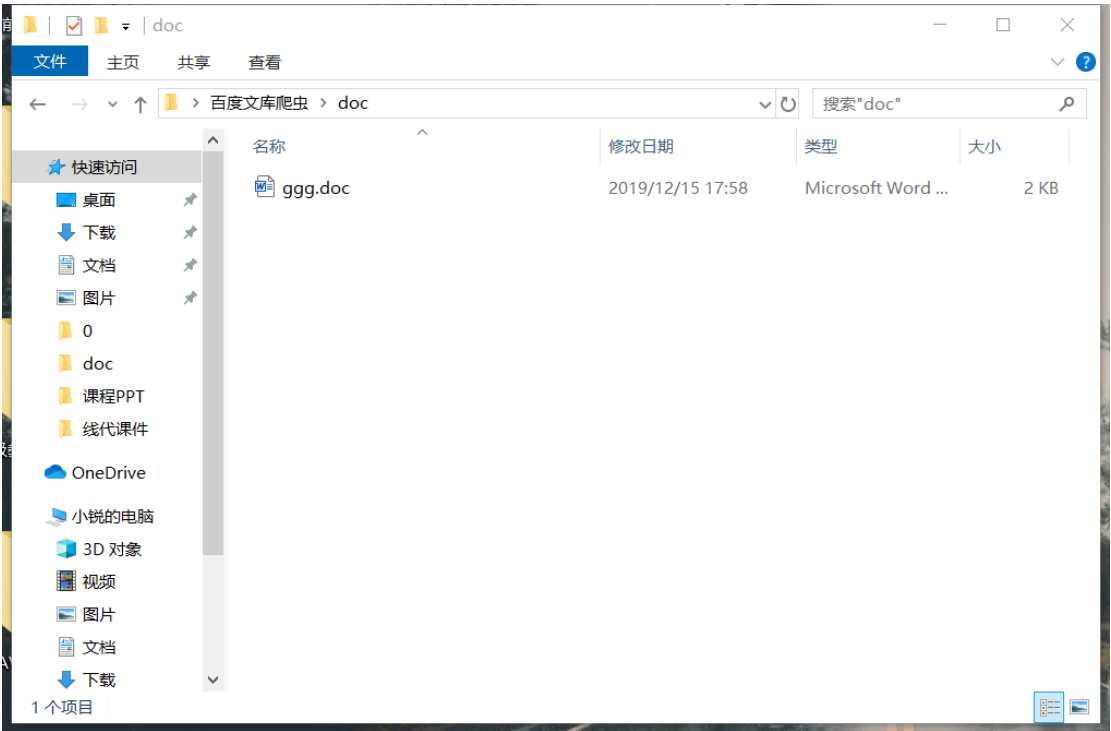 doc
文件 主页 共享 查看
百度文库爬虫 > doc
搜索"doc"
名称 修改日期 类型 大小
ggg.doc 2019/12/15 17:58 Microsoft Word ... 2 KB
快速访问
桌面
下载
文档
图片
0
doc
课程PPT
线代课件
OneDrive
小锐的电脑
3D 对象
视频
图片
文档
下载
1 个项目